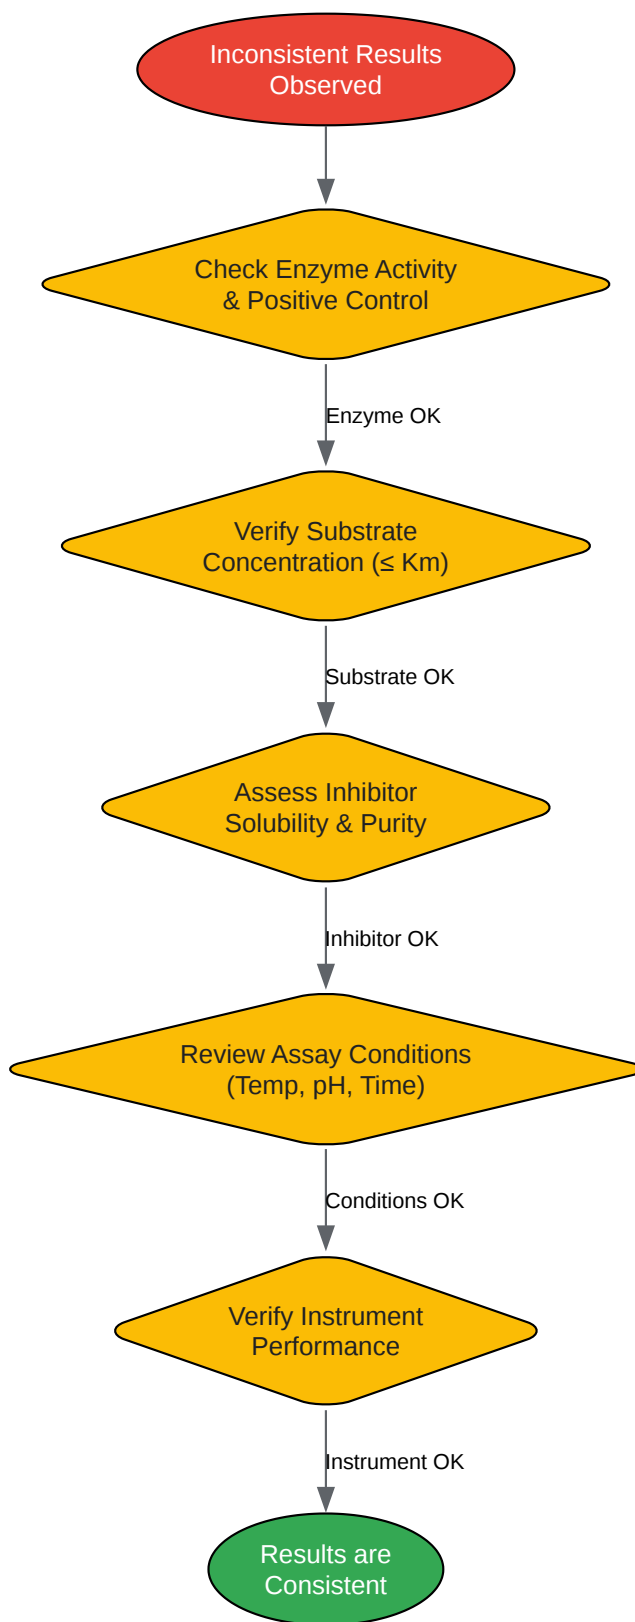 Inconsistent Results
Observed
Check Enzyme Activity
& Positive Control
Enzyme OK
Verify Substrate
Concentration (≤ Km)
Substrate OK
Assess Inhibitor
Solubility & Purity
Inhibitor OK
Review Assay Conditions
(Temp, pH, Time)
Conditions OK
Verify Instrument
Performance
Instrument OK
Results are
Consistent